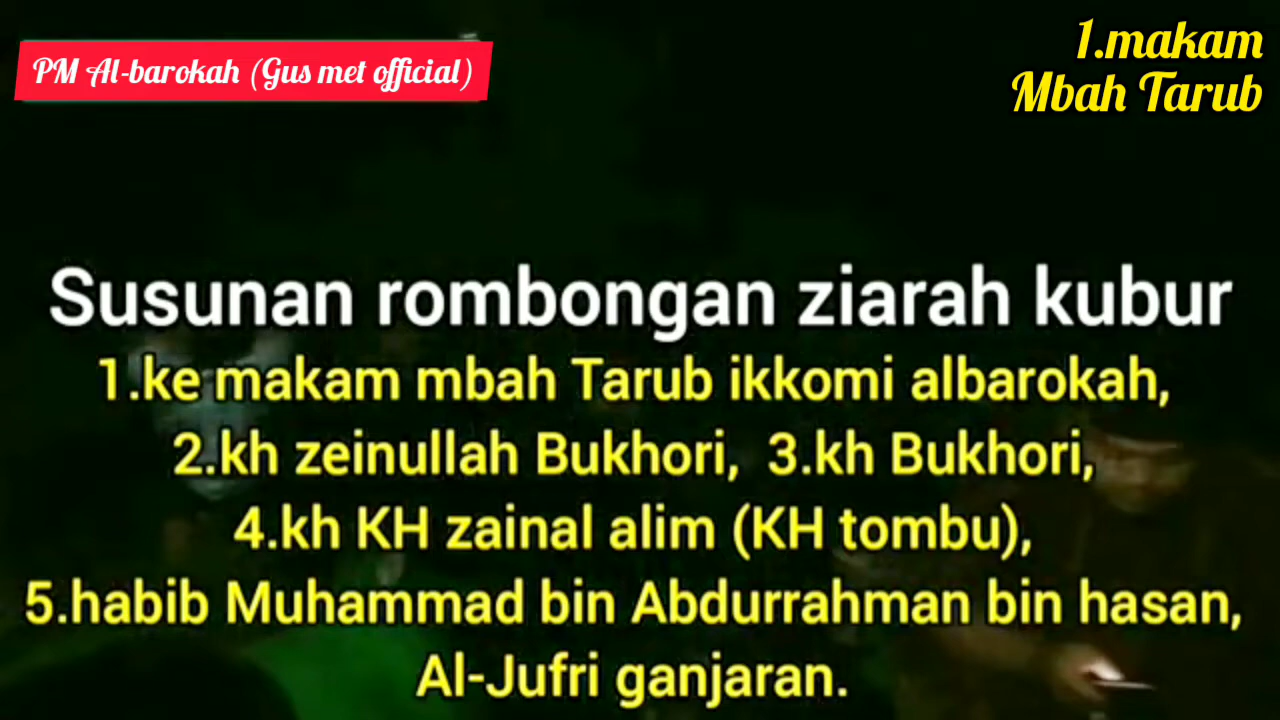 PM Al-barokah (Gus met official)
1.makam
Mbah Tarub
Susunan rombongan ziarah kubur
1.ke makam mbah Tarub ikkomi albarokah,
2.kh zeinullah Bukhori,  3.kh Bukhori,
4.kh KH zainal alim (KH tombu),
5.habib Muhammad bin Abdurrahman bin hasan,
Al-Jufri ganjaran.